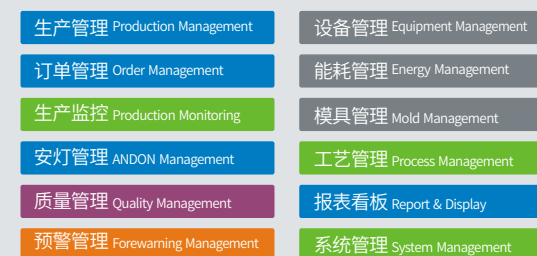 生产管理 Production Management
订单管理 Order Management
生产监控 Production Monitoring
安灯管理 ANDON Management
质量管理 Quality Management
预警管理 Forewarning Management
设备管理 Equipment Management
能耗管理 Energy Management
模具管理 Mold Management
工艺管理 Process Management
报表看板 Report & Display
系统管理 System Management